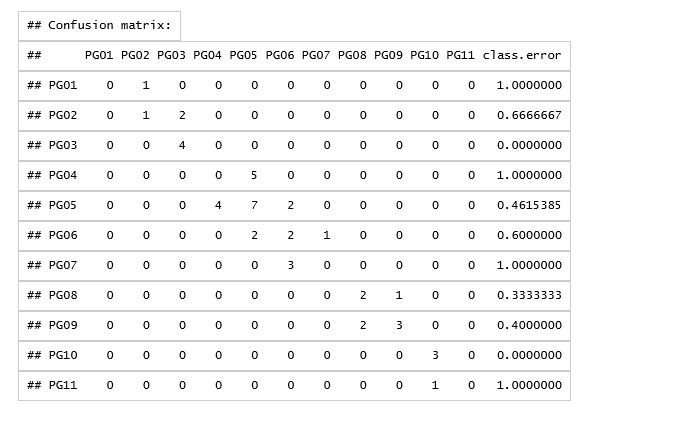 ## Confusion matrix:
##      PG01 PG02 PG03 PG04 PG05 PG06 PG07 PG08 PG09 PG10 PG11 class.error
## PG01    0    1    0    0    0    0    0    0    0    0    0   1.0000000
## PG02    0    1    2    0    0    0    0    0    0    0    0   0.6666667
## PG03    0    0    4    0    0    0    0    0    0    0    0   0.0000000
## PG04    0    0    0    0    5    0    0    0    0    0    0   1.0000000
## PG05    0    0    0    4    7    2    0    0    0    0    0   0.4615385
## PG06    0    0    0    0    2    2    1    0    0    0    0   0.6000000
## PG07    0    0    0    0    0    3    0    0    0    0    0   1.0000000
## PG08    0    0    0    0    0    0    0    2    1    0    0   0.3333333
## PG09    0    0    0    0    0    0    0    2    3    0    0   0.4000000
## PG10    0    0    0    0    0    0    0    0    0    3    0   0.0000000
## PG11    0    0    0    0    0    0    0    0    0    1    0   1.0000000